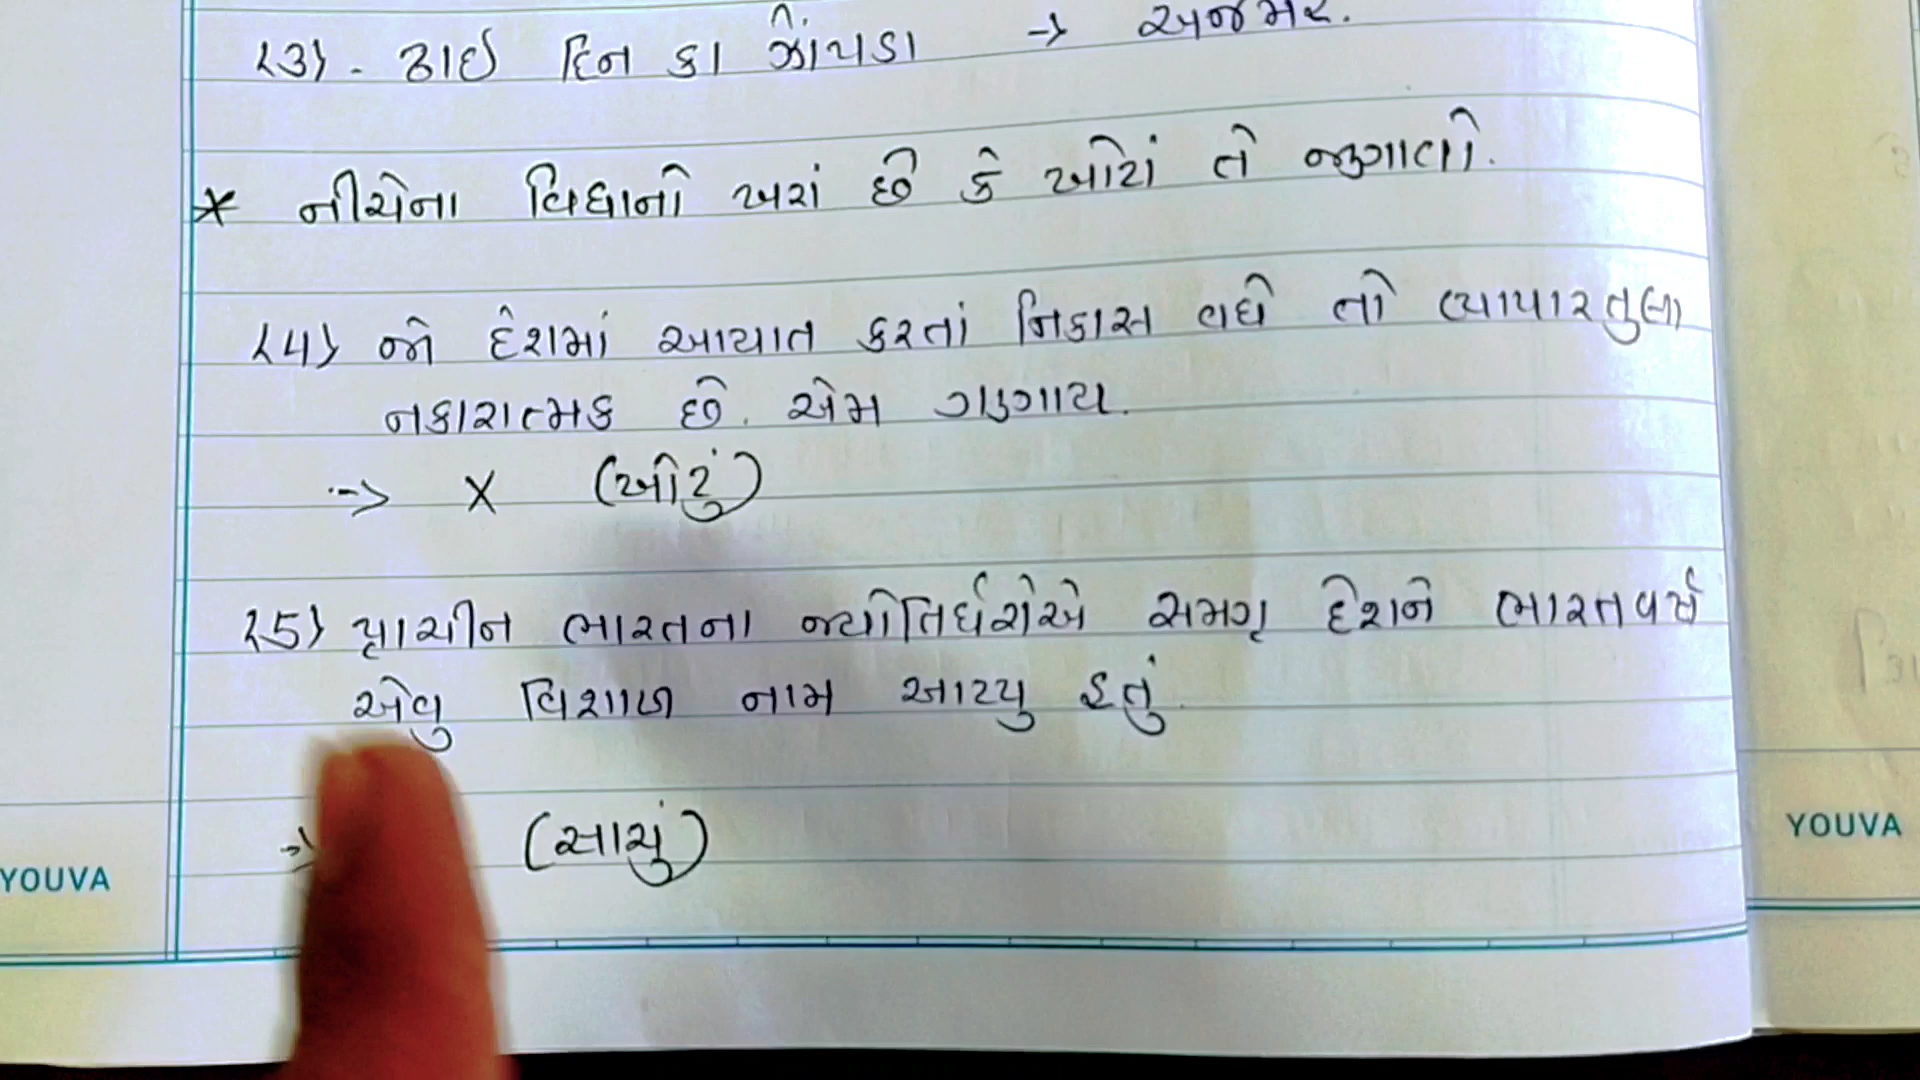 (3). ઢાઈ દિન કા ઝોંપડા → અજમેર.
* નીચેના વિધાનો ખરાં છે કે ખોટાં તે જણાવો.
(4) જો દેશમાં આયાત કરતાં નિકાસ વધે તો વ્યાપારતુલા
નકારાત્મક છે. એમ ગણાય.
→ X (ખોટું)
(5) પ્રાચીન ભારતના જ્યોતિર્ધરોએ સમગ્ર દેશને ભારતવર્ષ
એવુ વિશાળ નામ આપ્યુ હતું.
→ (સાચું)
YOUVA
YOUVA